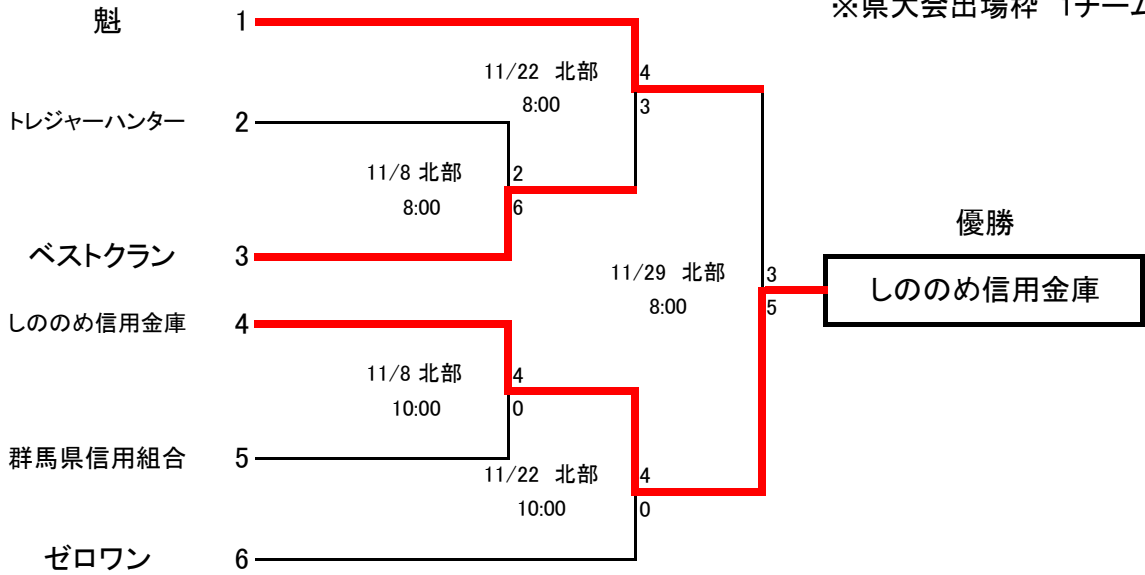 ※県大会出場枠 1チーム
魁 1
11/22 北部 4
8:00 3
トレジャーハンター 2
11/8 北部 2
8:00 6
優勝
ベストクラン 3
11/29 北部 3
しののめ信用金庫
8:00 5
しののめ信用金庫 4
11/8 北部 4
10:00 0
群馬県信用組合 5
11/22 北部 4
10:00 0
ゼロワン 6